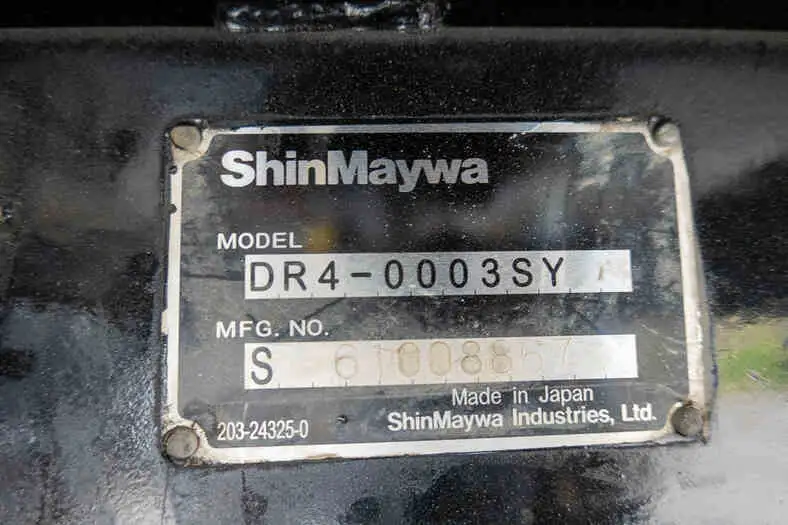 ShinMaywa
MODEL
DR4-0003SY
MFG. NO.
S
Made in Japan
203-24325-0
ShinMaywa Industries, Ltd.